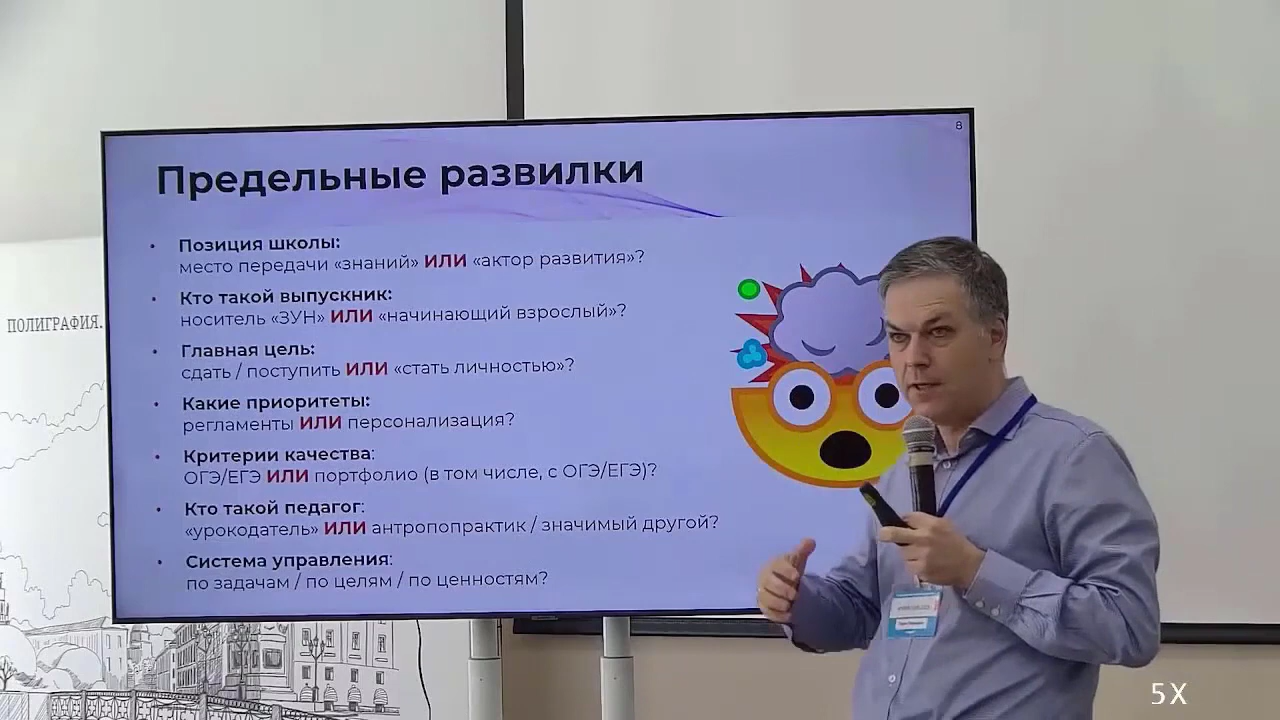 8
Предельные развилки
• Позиция школы:
место передачи «знаний» ИЛИ «актор развития»?
• Кто такой выпускник:
носитель «ЗУН» ИЛИ «начинающий взрослый»?
• Главная цель:
сдать / поступить ИЛИ «стать личностью»?
• Какие приоритеты:
регламенты ИЛИ персонализация?
• Критерии качества:
ОГЭ/ЕГЭ ИЛИ портфолио (в том числе, с ОГЭ/ЕГЭ)?
• Кто такой педагог:
«урокодатель» ИЛИ антропопрактик / значимый другой?
• Система управления:
по задачам / по целям / по ценностям?
ПОЛИГРАФИЯ.
5X